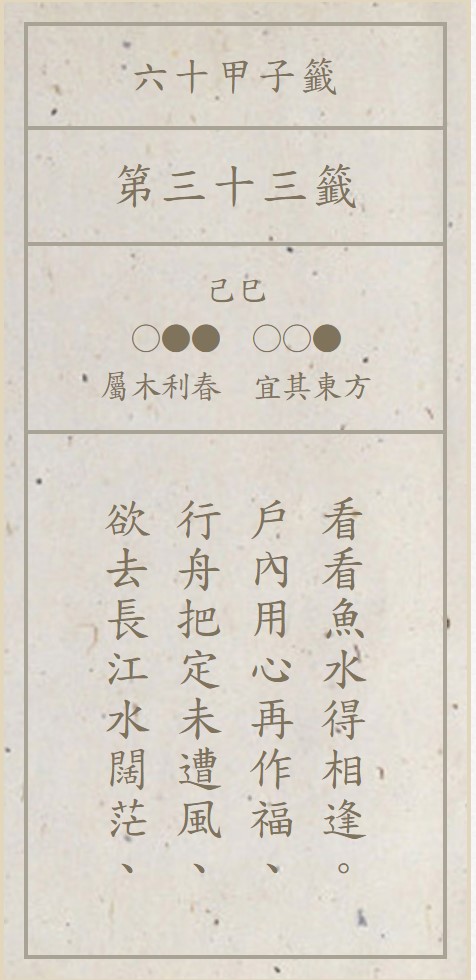 六十甲子籤
第三十三籤
己巳
○●● ○○●
屬木利春 宜其東方
欲去長江水闊茫、
行舟把定未遭風、
戶內用心再作福、
看看魚水得相逢。